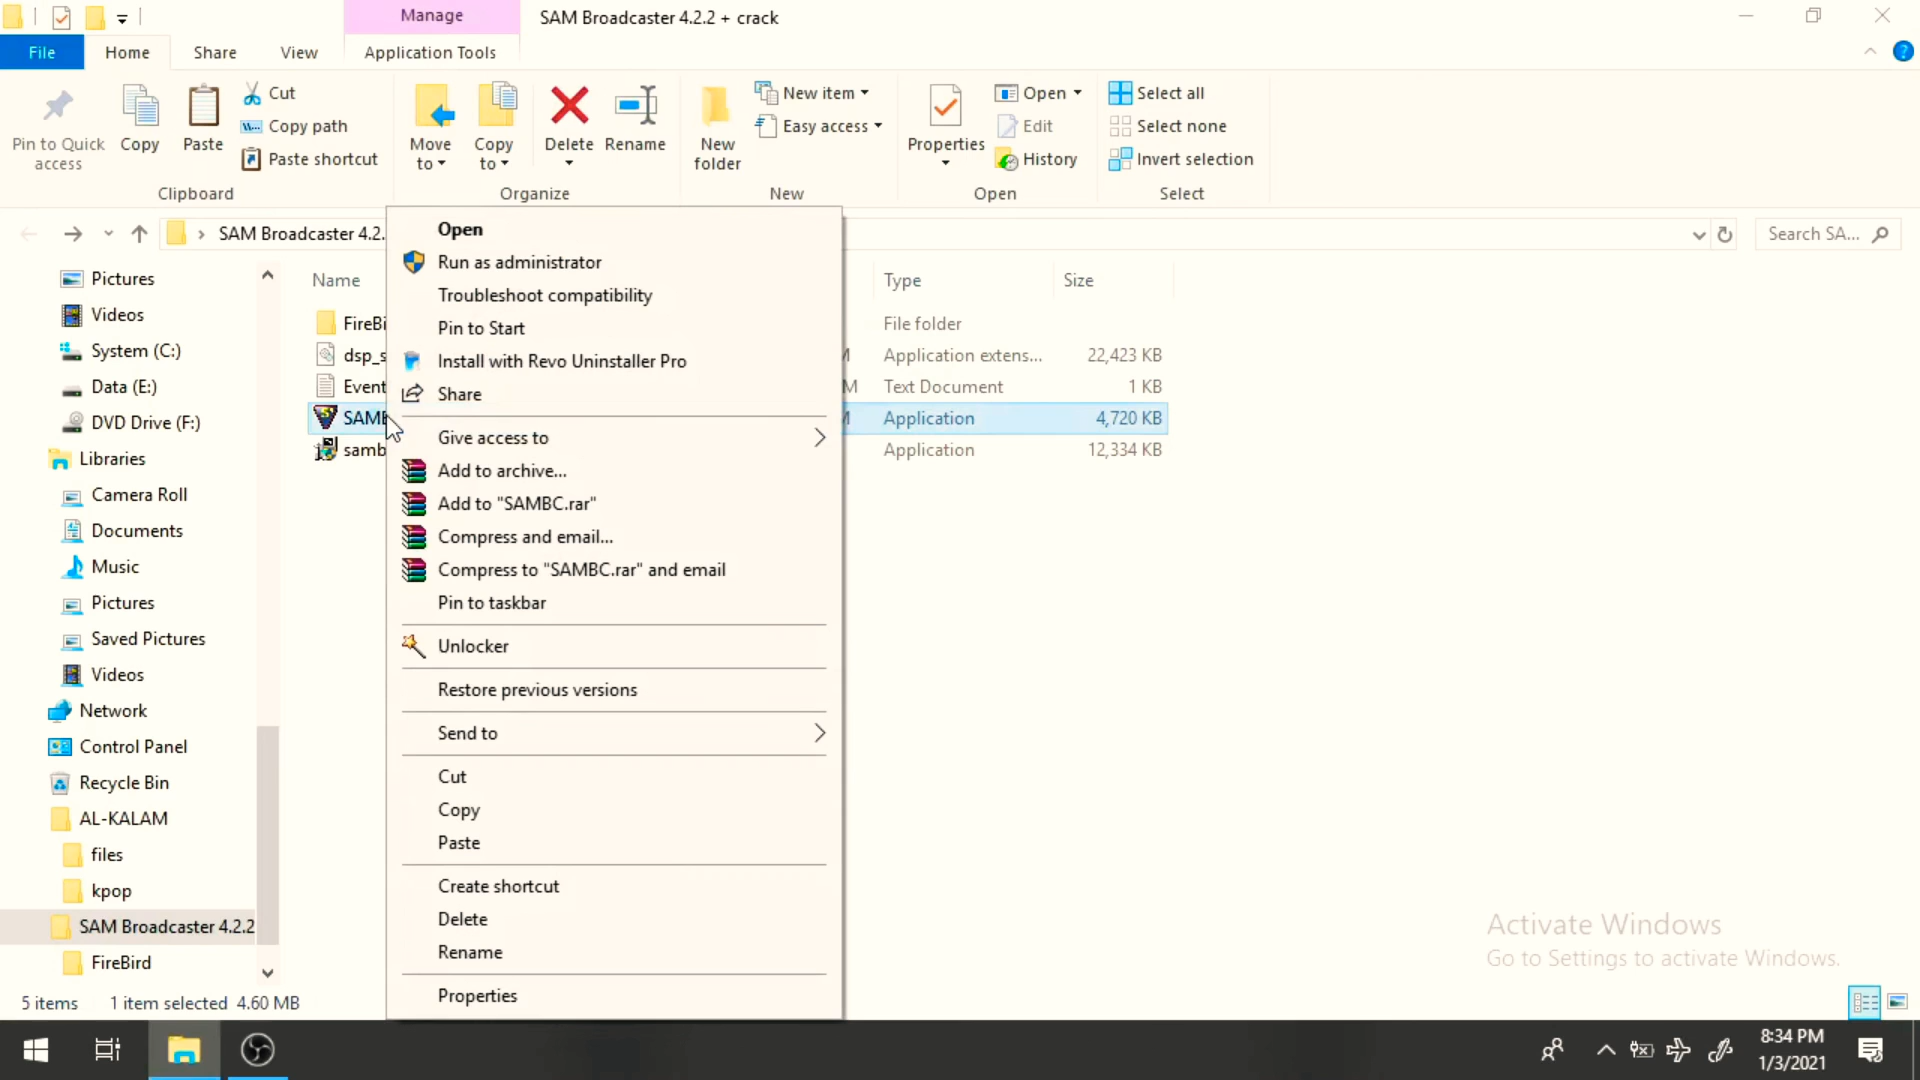 Manage
SAM Broadcaster 4.2.2 + crack
File
Home
Share
View
Application Tools
Pin to Quick access
Copy
Paste
Cut
Copy path
Paste shortcut
Clipboard
Move to
Copy to
Delete
Rename
Organize
New folder
New item
Easy access
New
Properties
Open
Edit
History
Open
Select all
Select none
Invert selection
Select
SAM Broadcaster 4.2.
Search SA...
Pictures
Videos
System (C:)
Data (E:)
DVD Drive (F:)
Libraries
Camera Roll
Documents
Music
Pictures
Saved Pictures
Videos
Network
Control Panel
Recycle Bin
AL-KALAM
files
kpop
SAM Broadcaster 4.2.2
FireBird
Name
Type
Size
FireBi
File folder
dsp_s
Application extens...
22,423 KB
Event
M
Text Document
1 KB
SAMB
Application
4,720 KB
samb
Application
12,334 KB
Open
Run as administrator
Troubleshoot compatibility
Pin to Start
Install with Revo Uninstaller Pro
Share
Give access to
Add to archive...
Add to "SAMBC.rar"
Compress and email...
Compress to "SAMBC.rar" and email
Pin to taskbar
Unlocker
Restore previous versions
Send to
Cut
Copy
Paste
Create shortcut
Delete
Rename
Properties
Activate Windows
Go to Settings to activate Windows.
5 items
1 item selected 4.60 MB
8:34 PM
1/3/2021